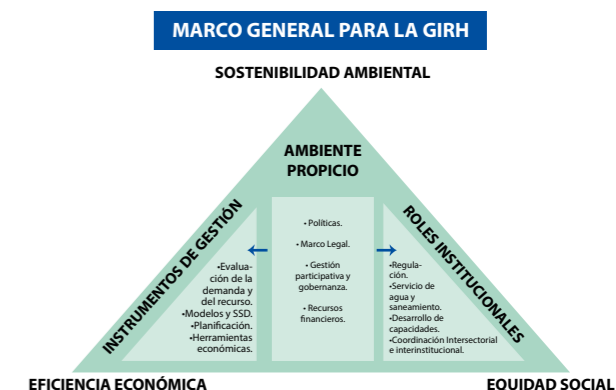 MARCO GENERAL PARA LA GIRH
SOSTENIBILIDAD AMBIENTAL
AMBIENTE
PROPICIO
INSTRUMENTOS DE GESTIÓN
•Evalua-
ción de la
demanda y
del recurso.
•Modelos y SSD.
•Planificación.
•Herramientas
económicas.
• Políticas.
• Marco Legal.
• Gestión
participativa y
gobernanza.
• Recursos
financieros.
ROLES INSTITUCIONALES
•Regula-
ción.
•Servicio de
agua y
saneamiento.
•Desarrollo de
capacidades.
•Coordinación Intersectorial
e interinstitucional.
EFICIENCIA ECONÓMICA
EQUIDAD SOCIAL